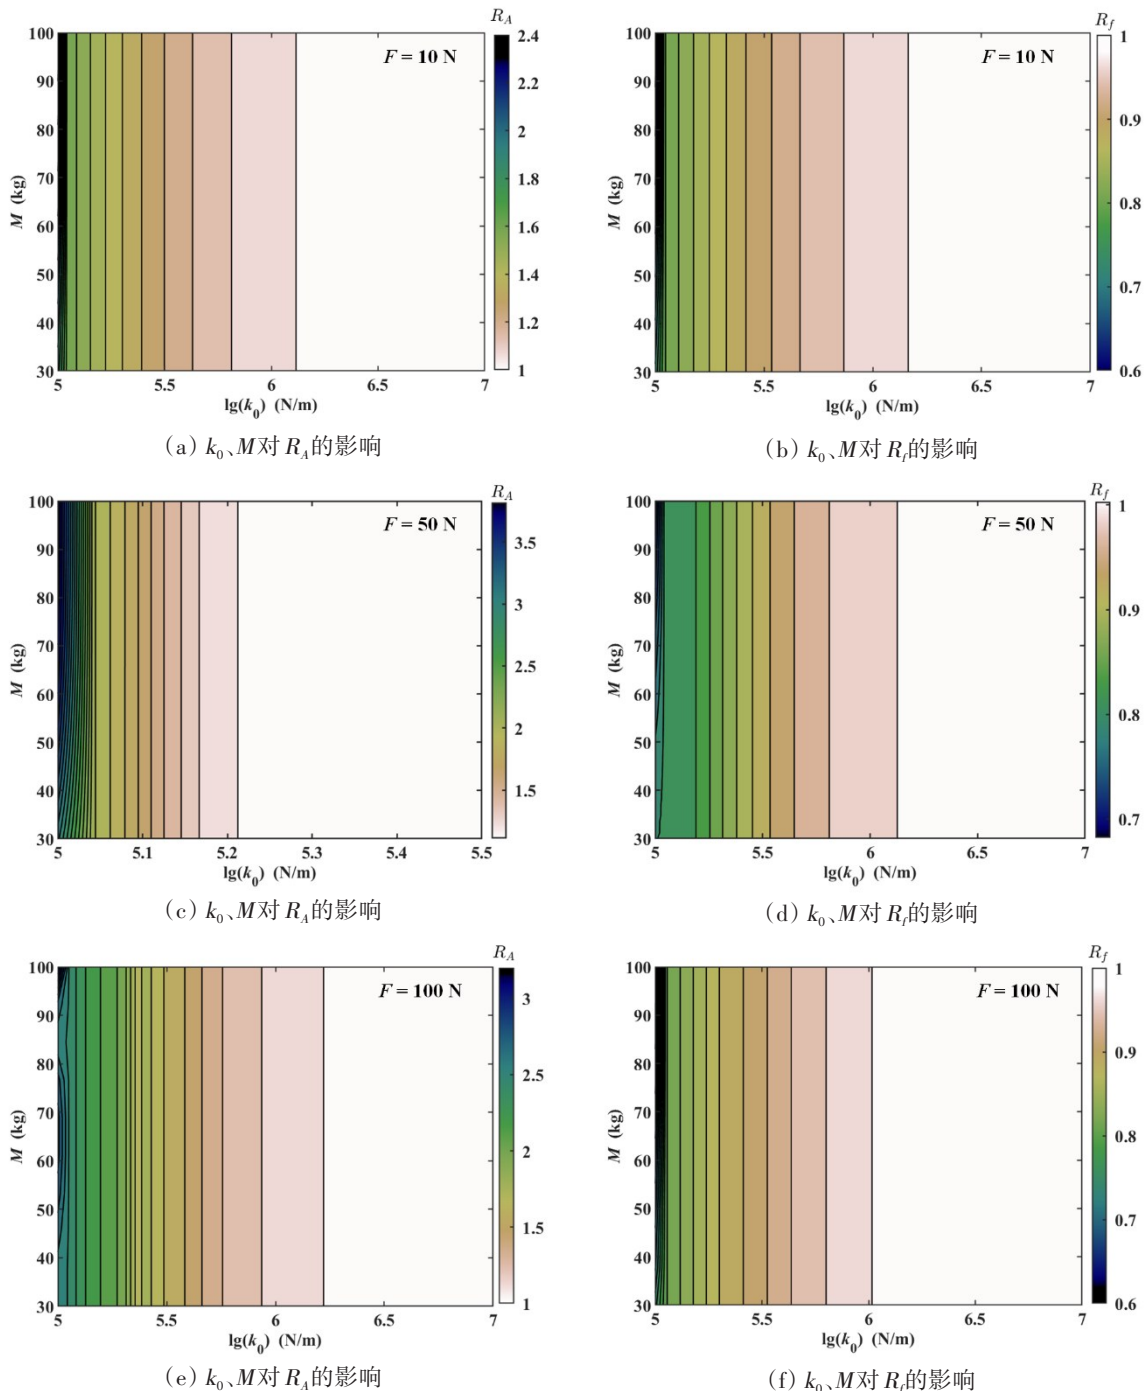 R_A
100
90
80
70
60
50
40
30
M (kg)
F = 10 N
5 5.5 6 6.5 7
lg(k_0) (N/m)
2.4
2.2
2
1.8
1.6
1.4
1.2
1
(a) k_0、M对 R_A的影响
R_f
100
90
80
70
60
50
40
30
M (kg)
F = 10 N
5 5.5 6 6.5 7
lg(k_0) (N/m)
1
0.9
0.8
0.7
0.6
(b) k_0、M对 R_f的影响
R_A
100
90
80
70
60
50
40
30
M (kg)
F = 50 N
5 5.1 5.2 5.3 5.4 5.5
lg(k_0) (N/m)
3.5
3
2.5
2
1.5
(c) k_0、M对 R_A的影响
R_f
100
90
80
70
60
50
40
30
M (kg)
F = 50 N
5 5.5 6 6.5 7
lg(k_0) (N/m)
1
0.9
0.8
0.7
(d) k_0、M对 R_f的影响
R_A
100
90
80
70
60
50
40
30
M (kg)
F = 100 N
5 5.5 6 6.5 7
lg(k_0) (N/m)
3
2.5
2
1.5
1
(e) k_0、M对 R_A的影响
R_f
100
90
80
70
60
50
40
30
M (kg)
F = 100 N
5 5.5 6 6.5 7
lg(k_0) (N/m)
1
0.9
0.8
0.7
0.6
(f) k_0、M对 R_f的影响